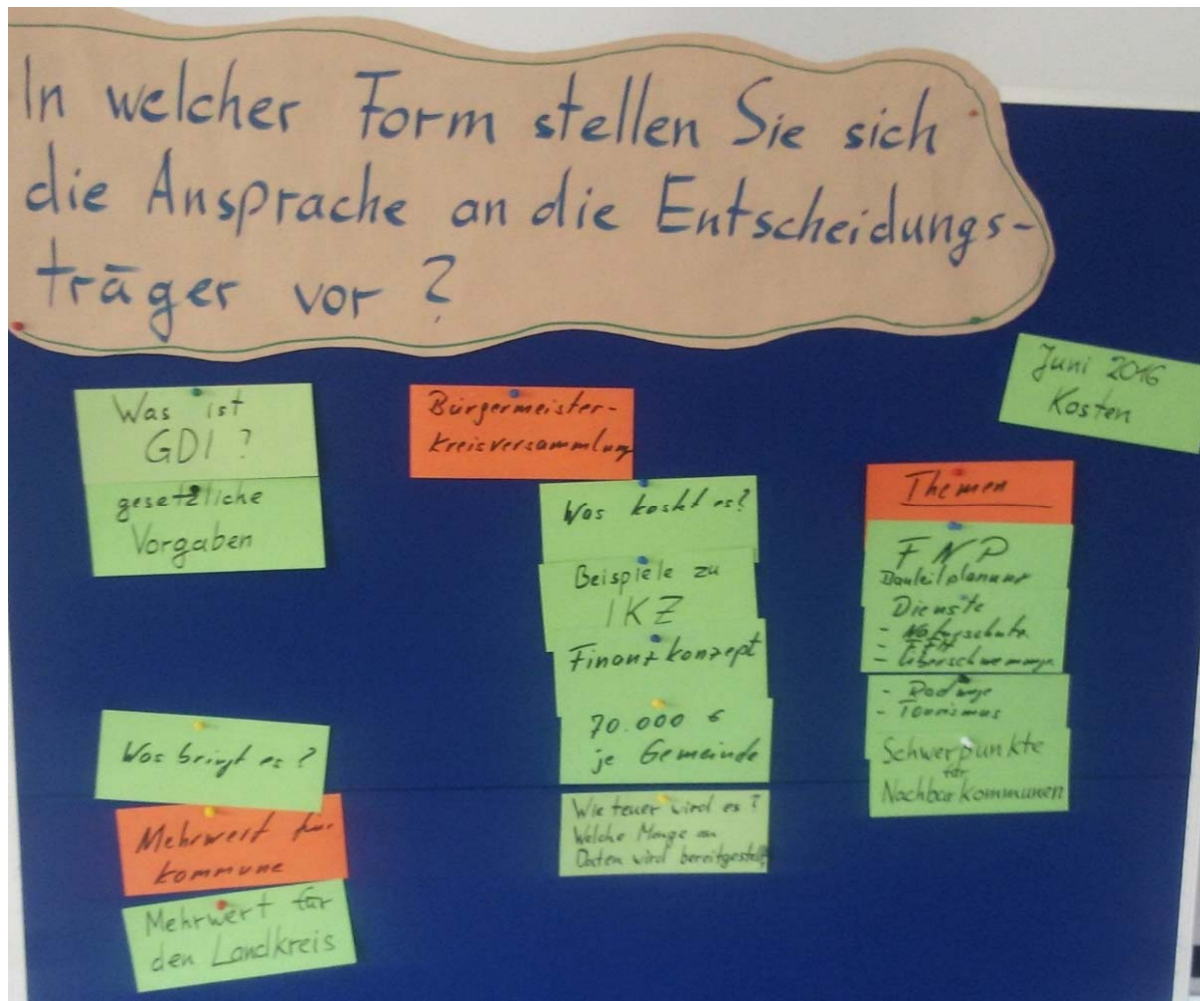 In welcher Form stellen Sie sich
die Ansprache an die Entscheidungs-
träger vor?
Juni 2016
Kosten
Was ist
GDI?
gesetzliche
Vorgaben
Was bringt es?
Mehrwert für
Kommune
Mehrwert für
den Landkreis
Bürgermeister-
Kreisversammlung
Was kostet es?
Beispiele zu
IKZ
Finanzkonzept
70.000 €
je Gemeinde
Wie teuer wird es?
Welche Menge an
Daten wird bereitgestellt
Themen
FNP
Bauleitplanung
Dienste
- Naturschutz
- FFH
- Überschwemmung
- Radwege
- Tourismus
Schwerpunkte
für
Nachbarkommunen